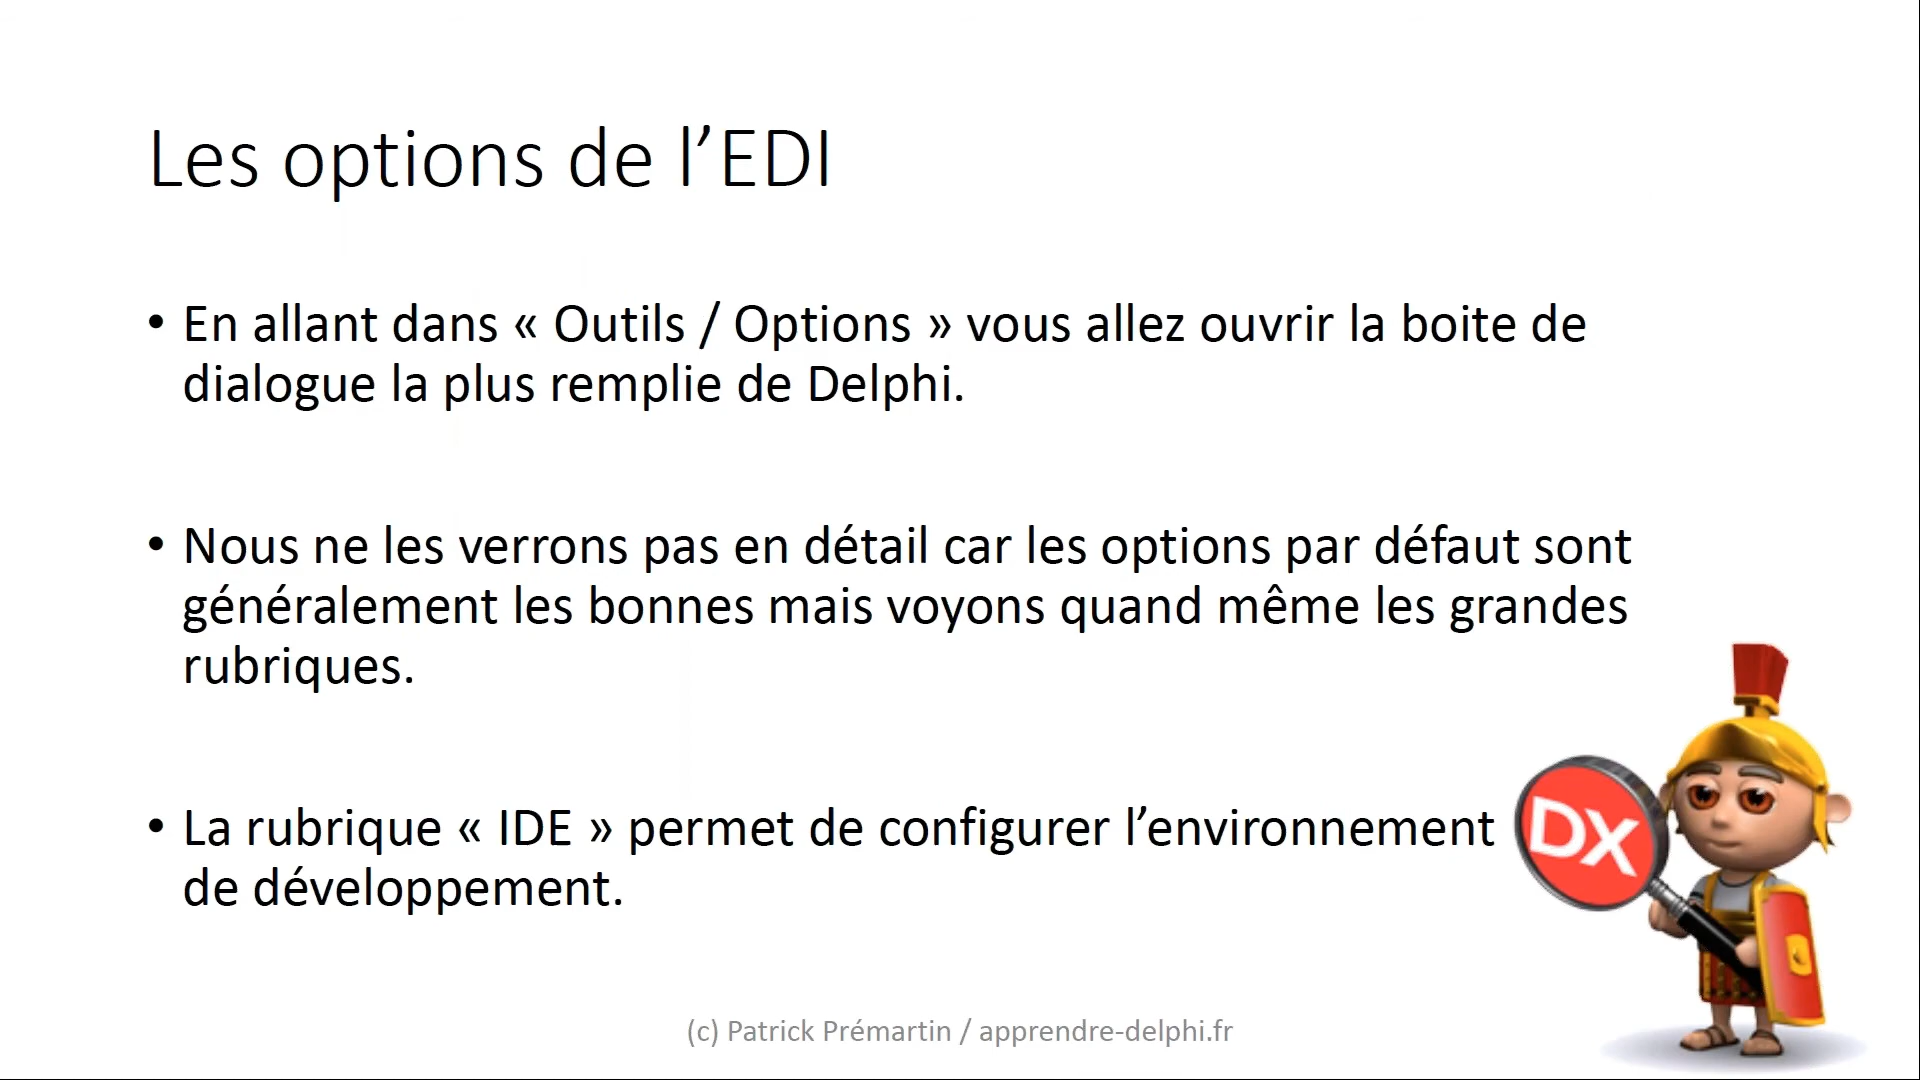 Les options de l’EDI
• En allant dans « Outils / Options » vous allez ouvrir la boite de
dialogue la plus remplie de Delphi.
• Nous ne les verrons pas en détail car les options par défaut sont
généralement les bonnes mais voyons quand même les grandes
rubriques.
• La rubrique « IDE » permet de configurer l’environnement
de développement.
DX
(c) Patrick Prémartin / apprendre-delphi.fr